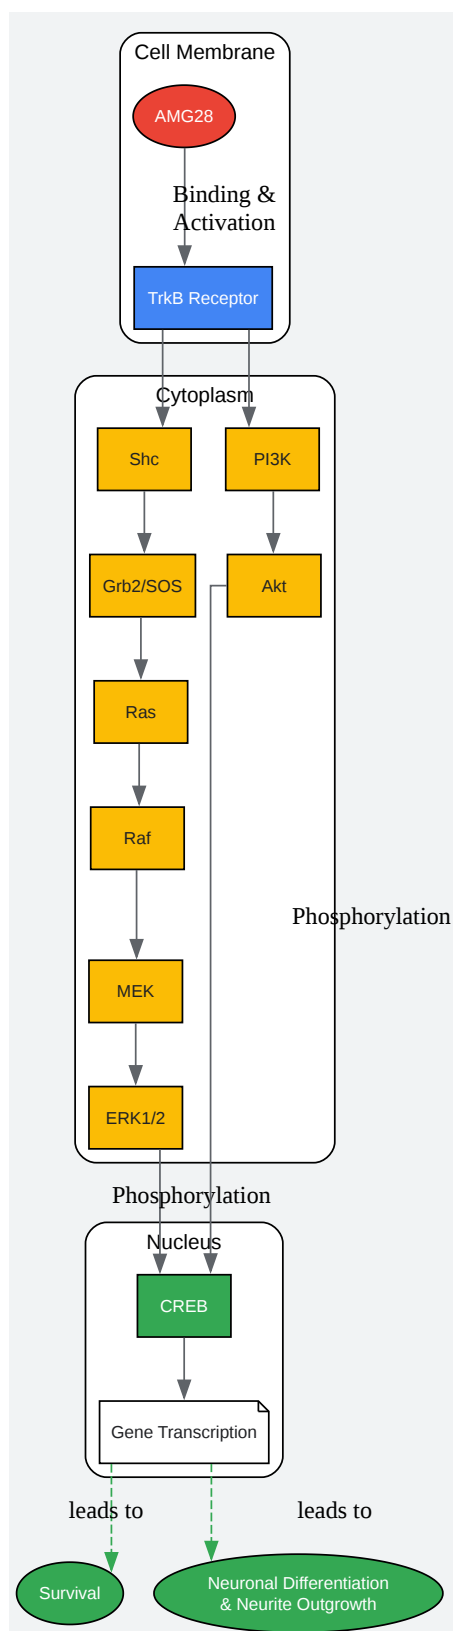 Cell Membrane
AMG28
Binding &
Activation
TrkB Receptor
Cytoplasm
Shc
PI3K
Grb2/SOS
Akt
Ras
Raf
Phosphorylation
MEK
ERK1/2
Phosphorylation
Nucleus
CREB
Gene Transcription
leads to
leads to
Survival
Neuronal Differentiation
& Neurite Outgrowth